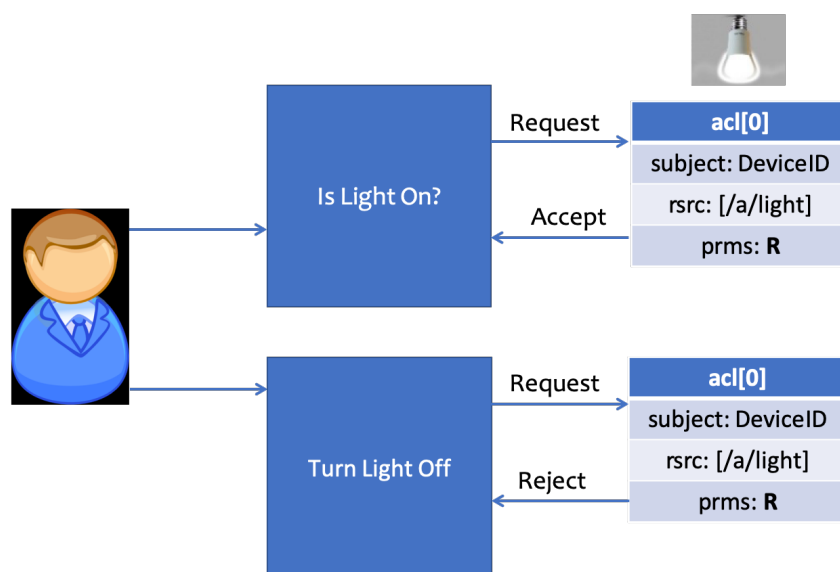 Is Light On?
Request
Accept
acl[0]
subject: DeviceID
rsrc: [/a/light]
prms: R
Turn Light Off
Request
Reject
acl[0]
subject: DeviceID
rsrc: [/a/light]
prms: R